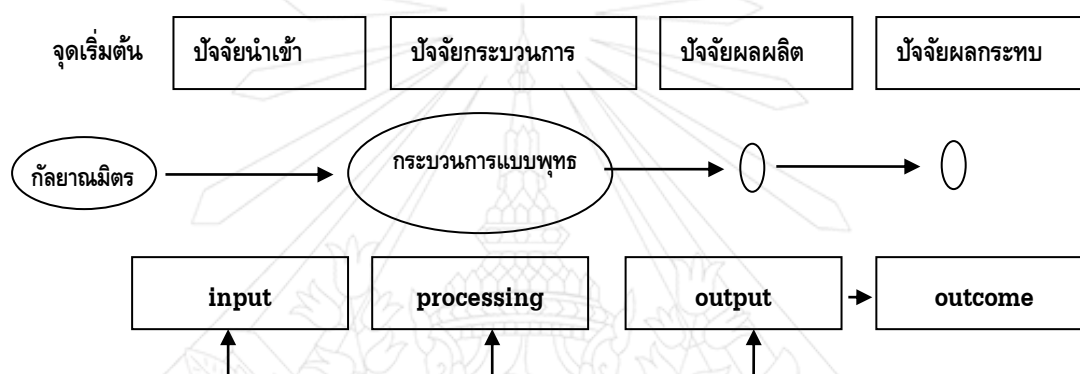 จุดเริ่มต้น ปัจจัยนำเข้า ปัจจัยกระบวนการ ปัจจัยผลผลิต ปัจจัยผลกระทบ
กัลยาณมิตร กระบวนการแบบพุทธ
input processing output outcome